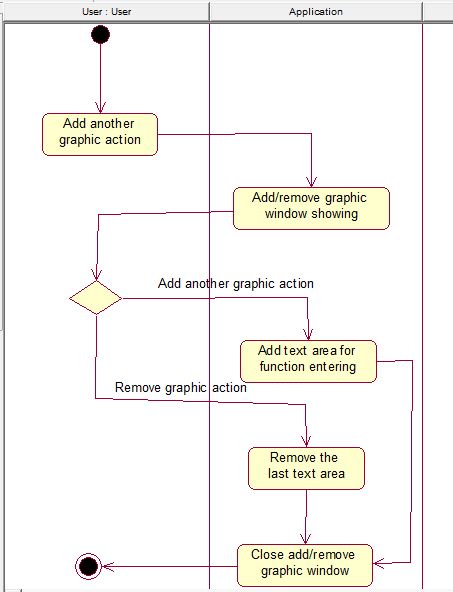 User : User
Application
Add another
graphic action
Add/remove graphic
window showing
Add another graphic action
Add text area for
function entering
Remove graphic action
Remove the
last text area
Close add/remove
graphic window